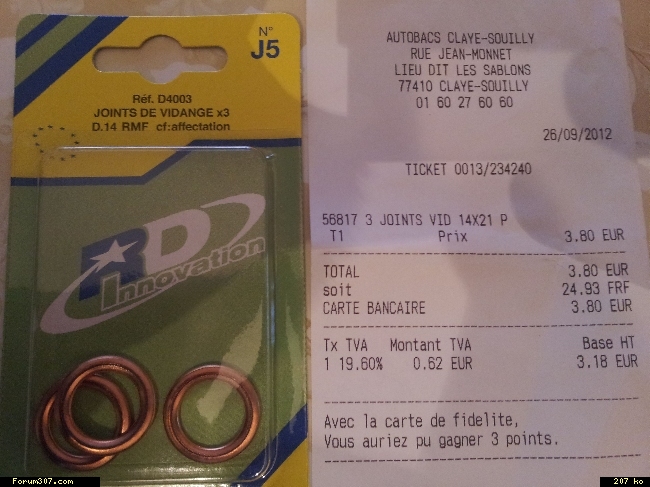 N°
J5
Réf. D4003
JOINTS DE VIDANGE x3
D.14 RMF cf:affectation
RD
Innovation
AUTOBACS CLAYE-SOUILLY
RUE JEAN-MONNET
LIEU DIT LES SABLONS
77410 CLAYE-SOUILLY
01 60 27 60 60
26/09/2012
TICKET 0013/234240
56817 3 JOINTS VID 14X21 P
T1 Prix 3.80 EUR
TOTAL 3.80 EUR
soit 24.93 FRF
CARTE BANCAIRE 3.80 EUR
Tx TVA Montant TVA Base HT
1 19.60% 0.62 EUR 3.18 EUR
Avec la carte de fidelite,
Vous auriez pu gagner 3 points.
Forum307.com
207 ko